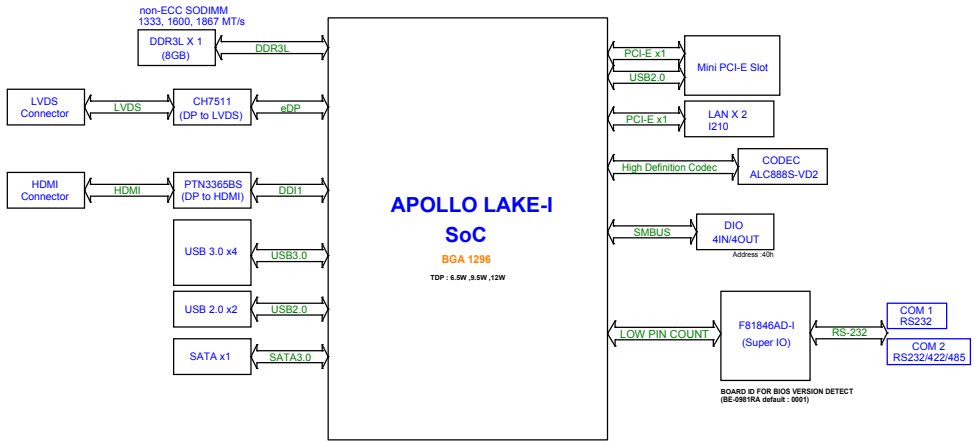 non-ECC SODIMM
1333, 1600, 1867 MT/s
DDR3L X 1
(8GB)
DDR3L
LVDS
Connector
LVDS
CH7511
(DP to LVDS)
eDP
HDMI
Connector
HDMI
PTN3365BS
(DP to HDMI)
DDI1
USB 3.0 x4
USB3.0
USB 2.0 x2
USB2.0
SATA x1
SATA3.0
APOLLO LAKE-I
SoC
BGA 1296
TDP : 6.5W ,9.5W ,12W
PCI-E x1
USB2.0
Mini PCI-E Slot
PCI-E x1
LAN X 2
I210
High Definition Codec
CODEC
ALC888S-VD2
SMBUS
DIO
4IN/4OUT
Address :40h
LOW PIN COUNT
F81846AD-I
(Super IO)
RS-232
COM 1
RS232
COM 2
RS232/422/485
BOARD ID FOR BIOS VERSION DETECT
(BE-0981RA default : 0001)